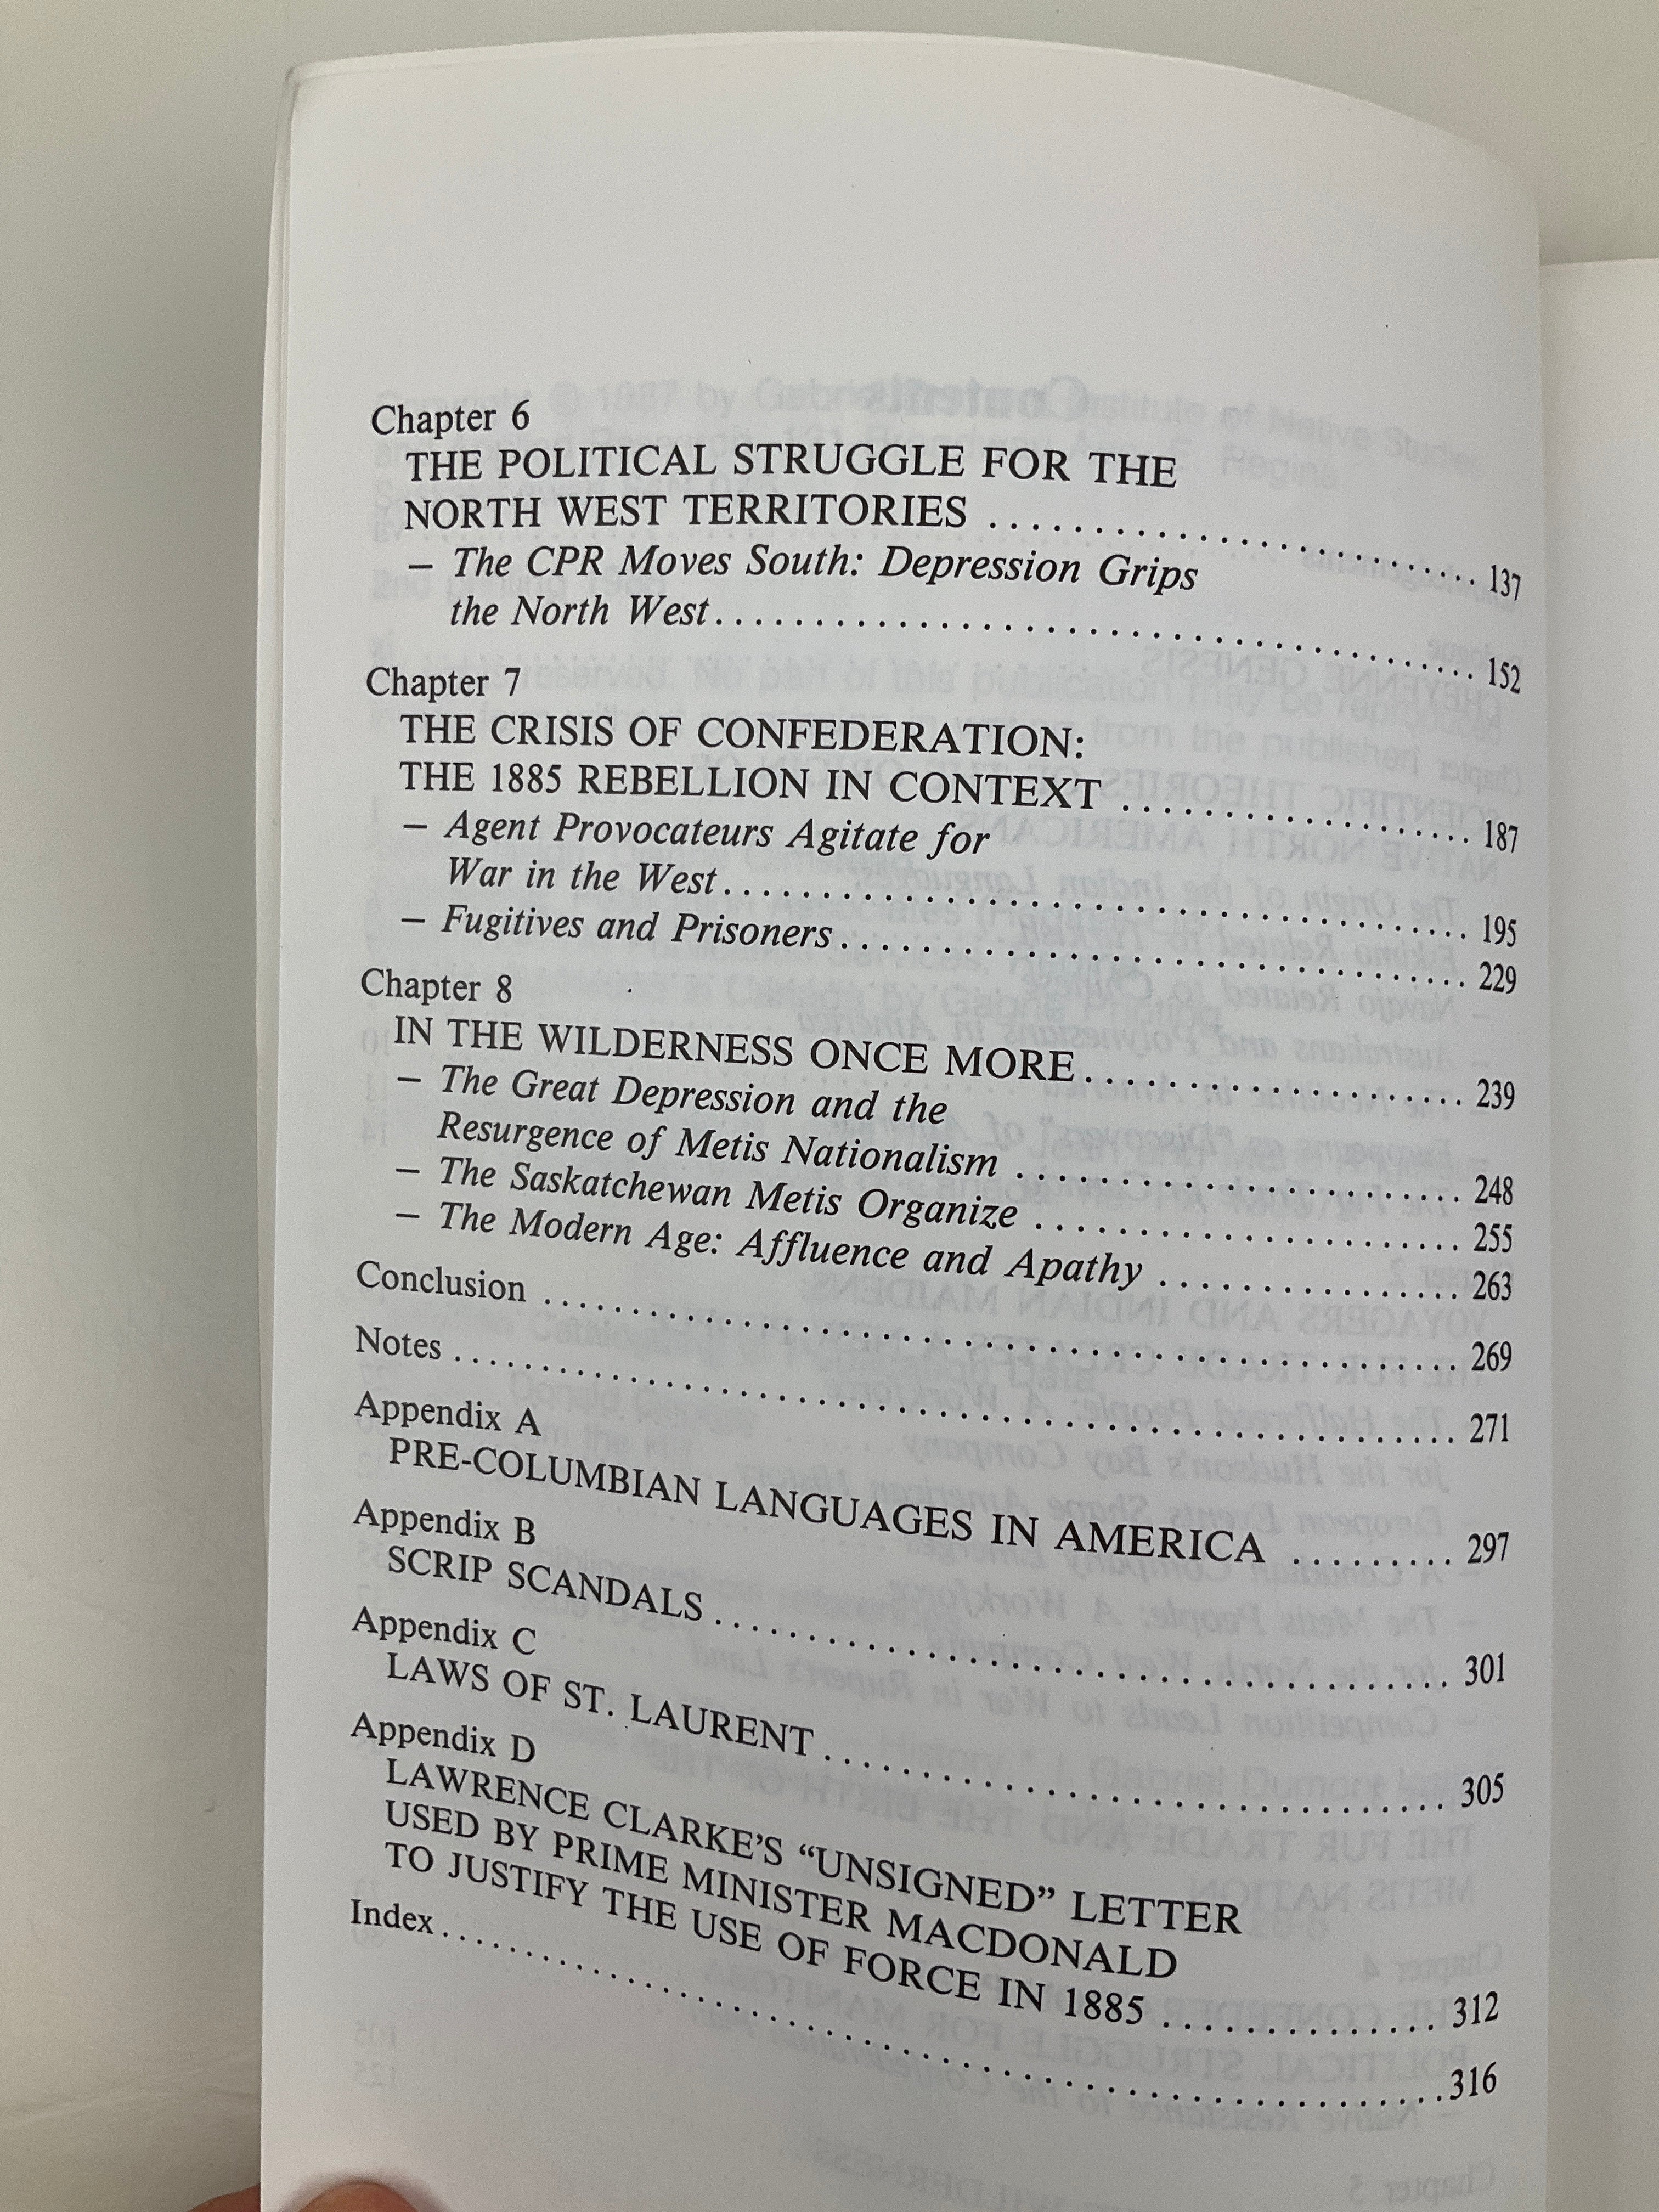 Chapter 6
THE POLITICAL STRUGGLE FOR THE
NORTH WEST TERRITORIES .............................. 137
– The CPR Moves South: Depression Grips
the North West .............................. 152
Chapter 7
THE CRISIS OF CONFEDERATION:
THE 1885 REBELLION IN CONTEXT .................... 187
– Agent Provocateurs Agitate for
War in the West .............................. 195
– Fugitives and Prisoners .............................. 229
Chapter 8
IN THE WILDERNESS ONCE MORE .................... 239
– The Great Depression and the
Resurgence of Metis Nationalism .................... 248
– The Saskatchewan Metis Organize .................... 255
– The Modern Age: Affluence and Apathy .................. 263
Conclusion .............................. 269
Notes .............................. 271
Appendix A
PRE-COLUMBIAN LANGUAGES IN AMERICA ......... 297
Appendix B
SCRIP SCANDALS .............................. 301
Appendix C
LAWS OF ST. LAURENT .............................. 305
Appendix D
LAWRENCE CLARKE'S “UNSIGNED” LETTER
USED BY PRIME MINISTER MACDONALD
TO JUSTIFY THE USE OF FORCE IN 1885 .............. 312
Index .............................. 316